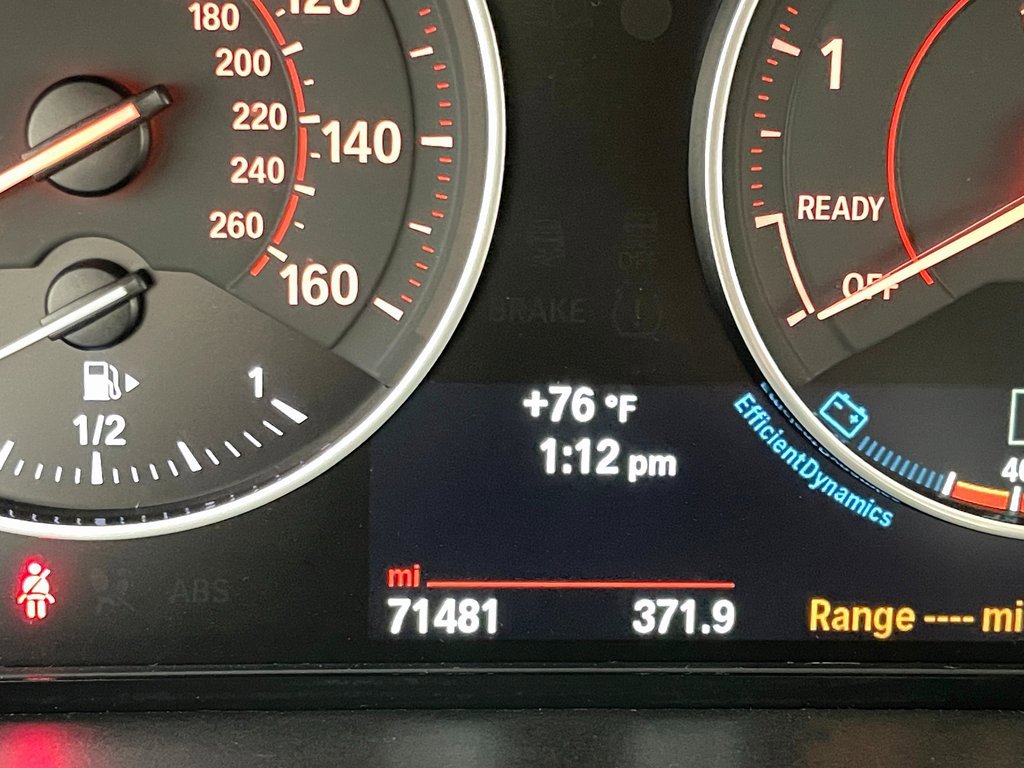 180
120
200
220
140
240
260
160
1
READY
OFF
BRAKE
1
1/2
+76 °F
1:12 pm
EfficientDynamics
40
ABS
mi
71481 371.9
Range ---- mi